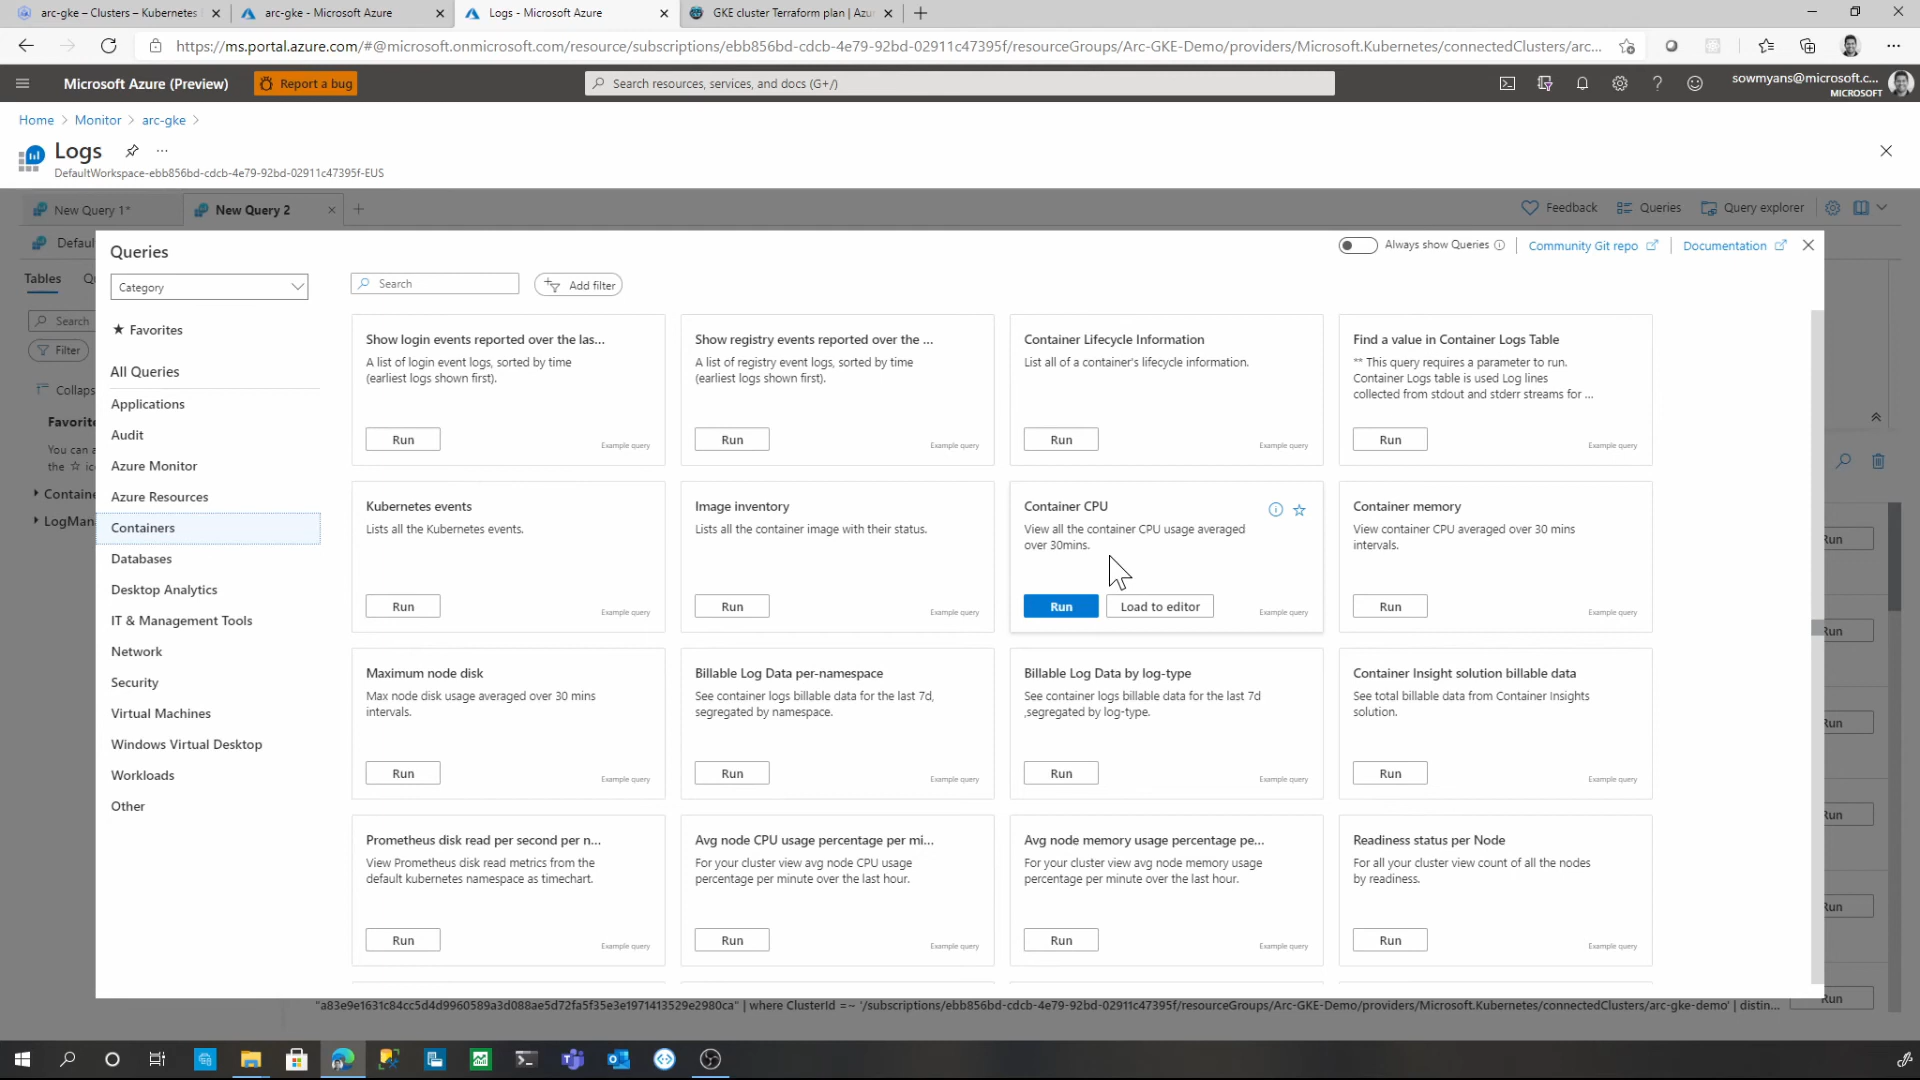 arc-gke – Clusters – Kubernetes
arc-gke - Microsoft Azure
Logs - Microsoft Azure
GKE cluster Terraform plan | Azu
https://ms.portal.azure.com/#@microsoft.onmicrosoft.com/resource/subscriptions/ebb856bd-cdcb-4e79-92bd-02911c47395f/resourceGroups/Arc-GKE-Demo/providers/Microsoft.Kubernetes/connectedClusters/arc...
Microsoft Azure (Preview)
Report a bug
Search resources, services, and docs (G+/)
sowmyans@microsoft.c...
MICROSOFT
Home > Monitor > arc-gke >
Logs
DefaultWorkspace-ebb856bd-cdcb-4e79-92bd-02911c47395f-EUS
New Query 1*
New Query 2
Feedback
Queries
Query explorer
Defau
Tables
Qu
Search
Filter
Collaps
Favorite
You can a
the ☆ ic
Containe
LogMan
Queries
Always show Queries
Community Git repo
Documentation
Category
Search
Add filter
★ Favorites
All Queries
Applications
Audit
Azure Monitor
Azure Resources
Containers
Databases
Desktop Analytics
IT & Management Tools
Network
Security
Virtual Machines
Windows Virtual Desktop
Workloads
Other
Show login events reported over the las...
A list of login event logs, sorted by time
(earliest logs shown first).
Run
Example query
Show registry events reported over the ...
A list of registry event logs, sorted by time
(earliest logs shown first).
Run
Example query
Container Lifecycle Information
List all of a container's lifecycle information.
Run
Example query
Find a value in Container Logs Table
** This query requires a parameter to run.
Container Logs table is used Log lines
collected from stdout and stderr streams for ...
Run
Example query
Kubernetes events
Lists all the Kubernetes events.
Run
Example query
Image inventory
Lists all the container image with their status.
Run
Example query
Container CPU
View all the container CPU usage averaged
over 30mins.
Run
Load to editor
Example query
Container memory
View container CPU averaged over 30 mins
intervals.
Run
Example query
Maximum node disk
Max node disk usage averaged over 30 mins
intervals.
Run
Example query
Billable Log Data per-namespace
See container logs billable data for the last 7d,
segregated by namespace.
Run
Example query
Billable Log Data by log-type
See container logs billable data for the last 7d
,segregated by log-type.
Run
Example query
Container Insight solution billable data
See total billable data from Container Insights
solution.
Run
Example query
Prometheus disk read per second per n...
View Prometheus disk read metrics from the
default kubernetes namespace as timechart.
Run
Example query
Avg node CPU usage percentage per mi...
For your cluster view avg node CPU usage
percentage per minute over the last hour.
Run
Example query
Avg node memory usage percentage pe...
For your cluster view avg node memory usage
percentage per minute over the last hour.
Run
Example query
Readiness status per Node
For all your cluster view count of all the nodes
by readiness.
Run
Example query
Run
Run
Run
Run
Run
Run
"a83e9e1631c84cc5d4d9960589a3d088ae5d72fa5f35e3e1971413529e2980ca" | where ClusterId =~ '/subscriptions/ebb856bd-cdcb-4e79-92bd-02911c47395f/resourceGroups/Arc-GKE-Demo/providers/Microsoft.Kubernetes/connectedClusters/arc-gke-demo' | distin...